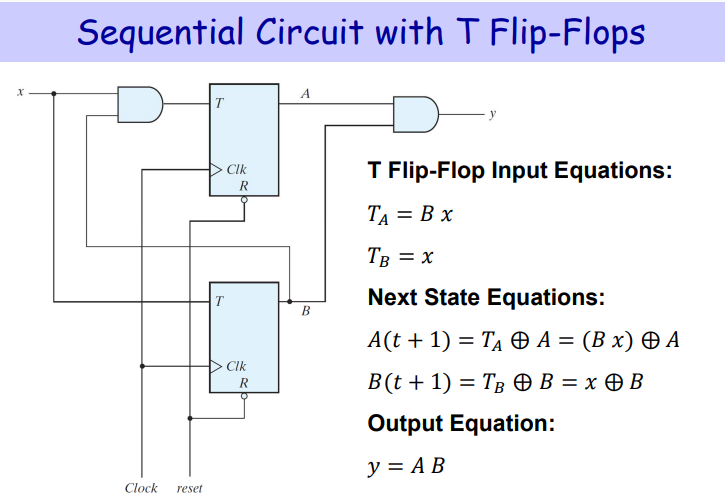 Sequential Circuit with T Flip-Flops
x
T
A
y
Clk
R
T
B
Clk
R
Clock reset
T Flip-Flop Input Equations:
T_A = B x
T_B = x
Next State Equations:
A(t + 1) = T_A ⊕ A = (B x) ⊕ A
B(t + 1) = T_B ⊕ B = x ⊕ B
Output Equation:
y = A B